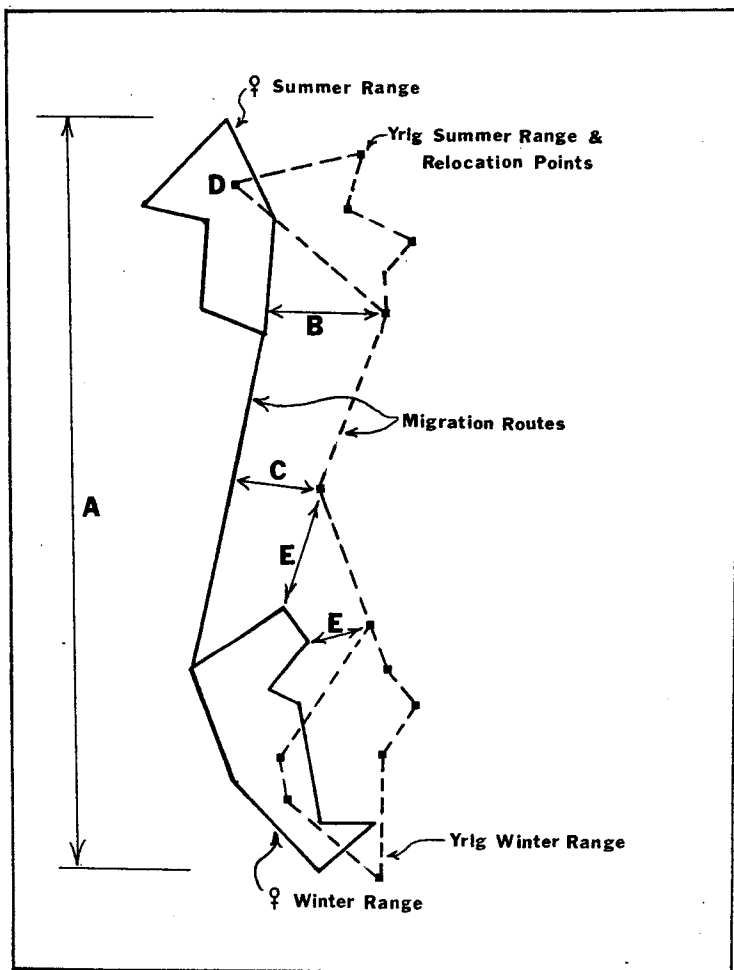 ♀ Summer Range
Yrlg Summer Range &
Relocation Points
D
B
Migration Routes
C
A
E
E
Yrlg Winter Range
♀ Winter Range